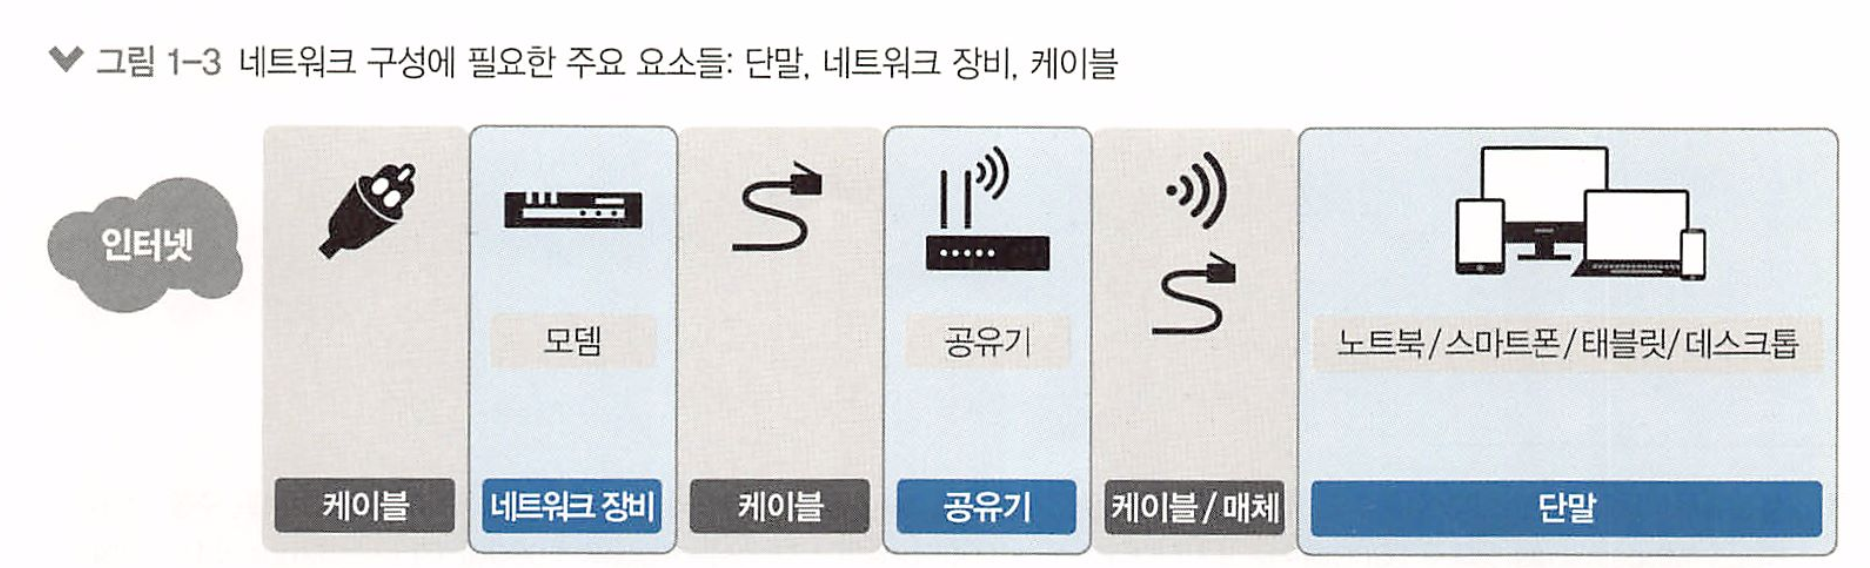 그림 1-3 네트워크 구성에 필요한 주요 요소들: 단말, 네트워크 장비, 케이블
인터넷
모뎀
공유기
노트북/스마트폰/태블릿/데스크톱
케이블
네트워크 장비
케이블
공유기
케이블/매체
단말